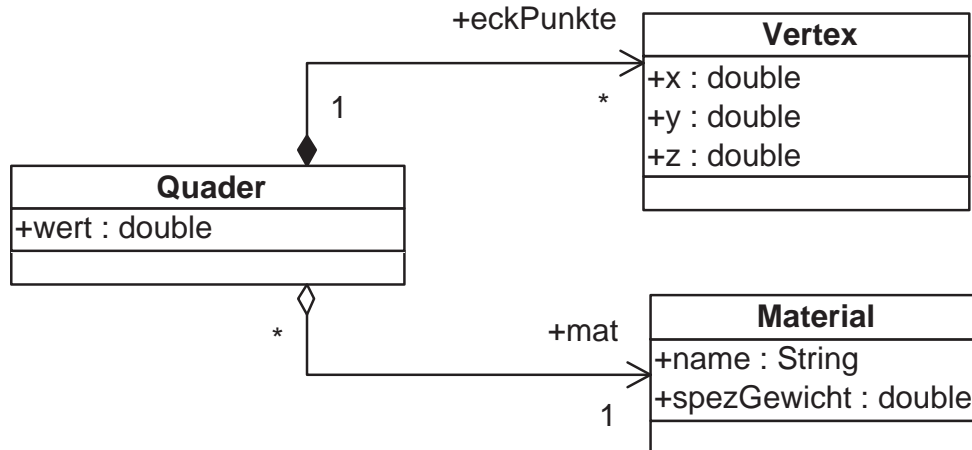 +eckPunkte
1
*
Vertex
+x : double
+y : double
+z : double
Quader
+wert : double
*
+mat
1
Material
+name : String
+spezGewicht : double